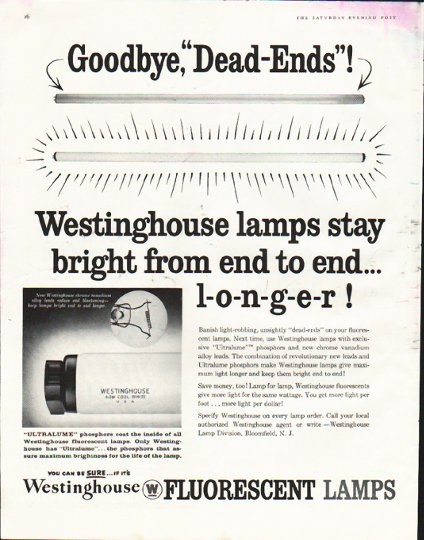 THE SATURDAY EVENING POST
Goodbye, "Dead-Ends"!
Westinghouse lamps stay
bright from end to end...
l-o-n-g-e-r !
New Westinghouse chrome vanadium
alloy leads reduce end blackening—
keep lamps bright end to end longer.
WESTINGHOUSE
40W COOL WHITE
U S A
Banish light-robbing, unsightly "dead-ends" on your fluores-
cent lamps. Next time, use Westinghouse lamps with exclu-
sive "Ultralume"™ phosphors and new chrome vanadium
alloy leads. The combination of revolutionary new leads and
Ultralume phosphors make Westinghouse lamps give maxi-
mum light longer and keep them bright end to end!
Save money, too! Lamp for lamp, Westinghouse fluorescents
give more light for the same wattage. You get more light per
foot . . . more light per dollar!
Specify Westinghouse on every lamp order. Call your local
authorized Westinghouse agent or write—Westinghouse
Lamp Division, Bloomfield, N. J.
"ULTRALUME" phosphors coat the inside of all
Westinghouse fluorescent lamps. Only Westing-
house has "Ultralume"...the phosphors that as-
sure maximum brightness for the life of the lamp.
YOU CAN BE SURE...IF IT'S
Westinghouse W FLUORESCENT LAMPS